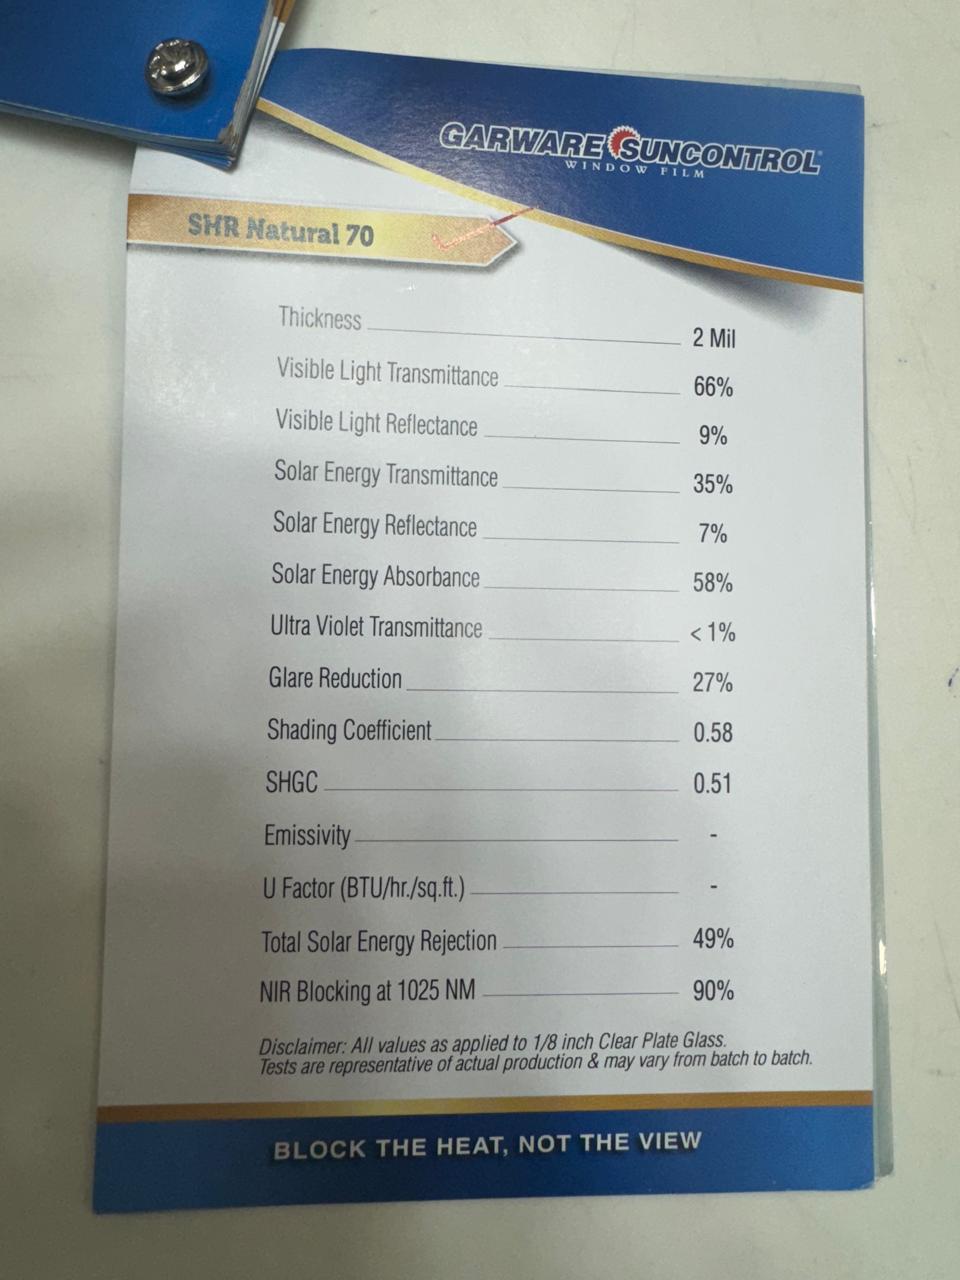 GARWARE SUNCONTROL®
WINDOW FILM
SHR Natural 70
Thickness 2 Mil
Visible Light Transmittance 66%
Visible Light Reflectance 9%
Solar Energy Transmittance 35%
Solar Energy Reflectance 7%
Solar Energy Absorbance 58%
Ultra Violet Transmittance < 1%
Glare Reduction 27%
Shading Coefficient 0.58
SHGC 0.51
Emissivity -
U Factor (BTU/hr./sq.ft.) -
Total Solar Energy Rejection 49%
NIR Blocking at 1025 NM 90%
Disclaimer: All values as applied to 1/8 inch Clear Plate Glass.
Tests are representative of actual production & may vary from batch to batch.
BLOCK THE HEAT, NOT THE VIEW